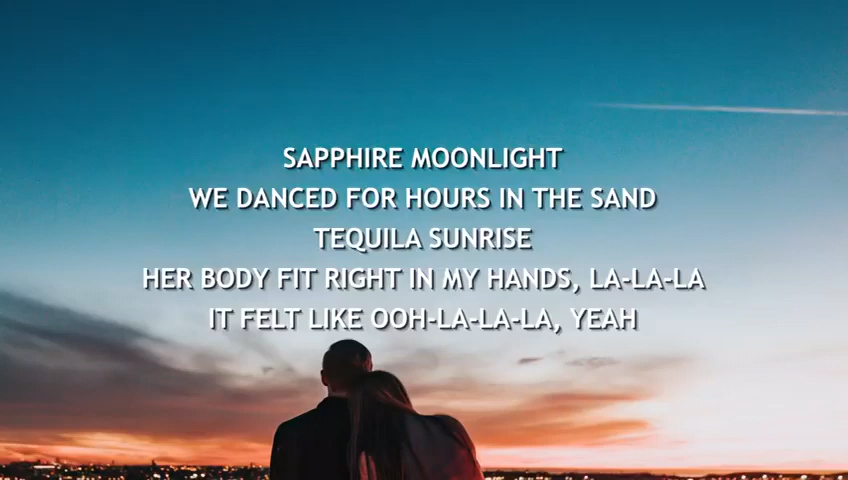 SAPPHIRE MOONLIGHT
WE DANCED FOR HOURS IN THE SAND
TEQUILA SUNRISE
HER BODY FIT RIGHT IN MY HANDS, LA-LA-LA
IT FELT LIKE OOH-LA-LA-LA, YEAH